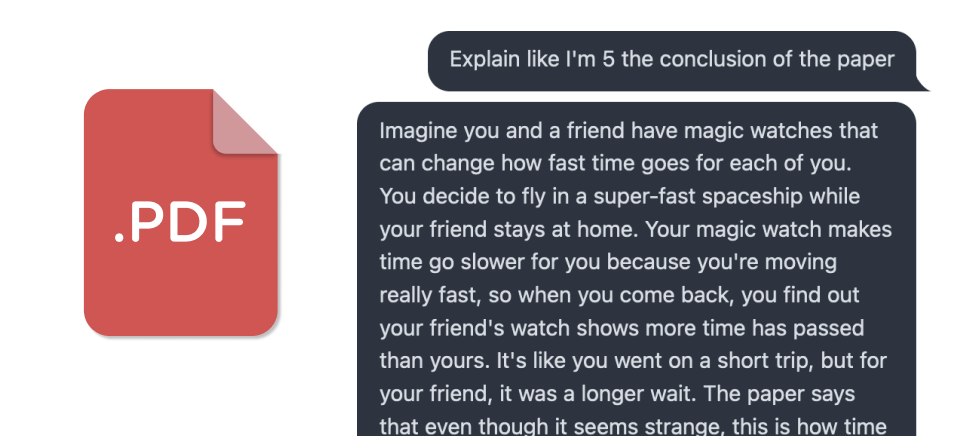 .PDF
Explain like I'm 5 the conclusion of the paper
Imagine you and a friend have magic watches that
can change how fast time goes for each of you.
You decide to fly in a super-fast spaceship while
your friend stays at home. Your magic watch makes
time go slower for you because you're moving
really fast, so when you come back, you find out
your friend's watch shows more time has passed
than yours. It's like you went on a short trip, but for
your friend, it was a longer wait. The paper says
that even though it seems strange, this is how time